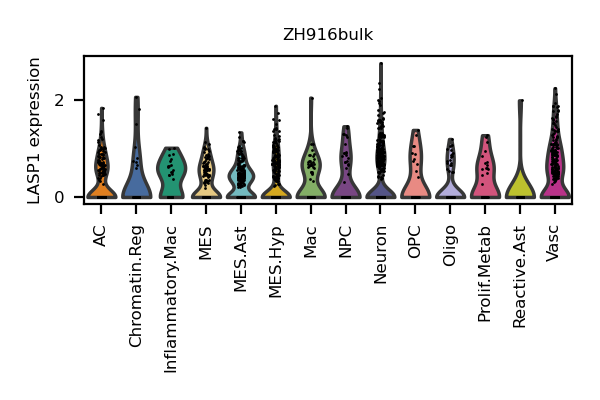 ZH916bulk
LASP1 expression
2
0
AC
Chromatin.Reg
Inflammatory.Mac
MES
MES.Ast
MES.Hyp
Mac
NPC
Neuron
OPC
Oligo
Prolif.Metab
Reactive.Ast
Vasc